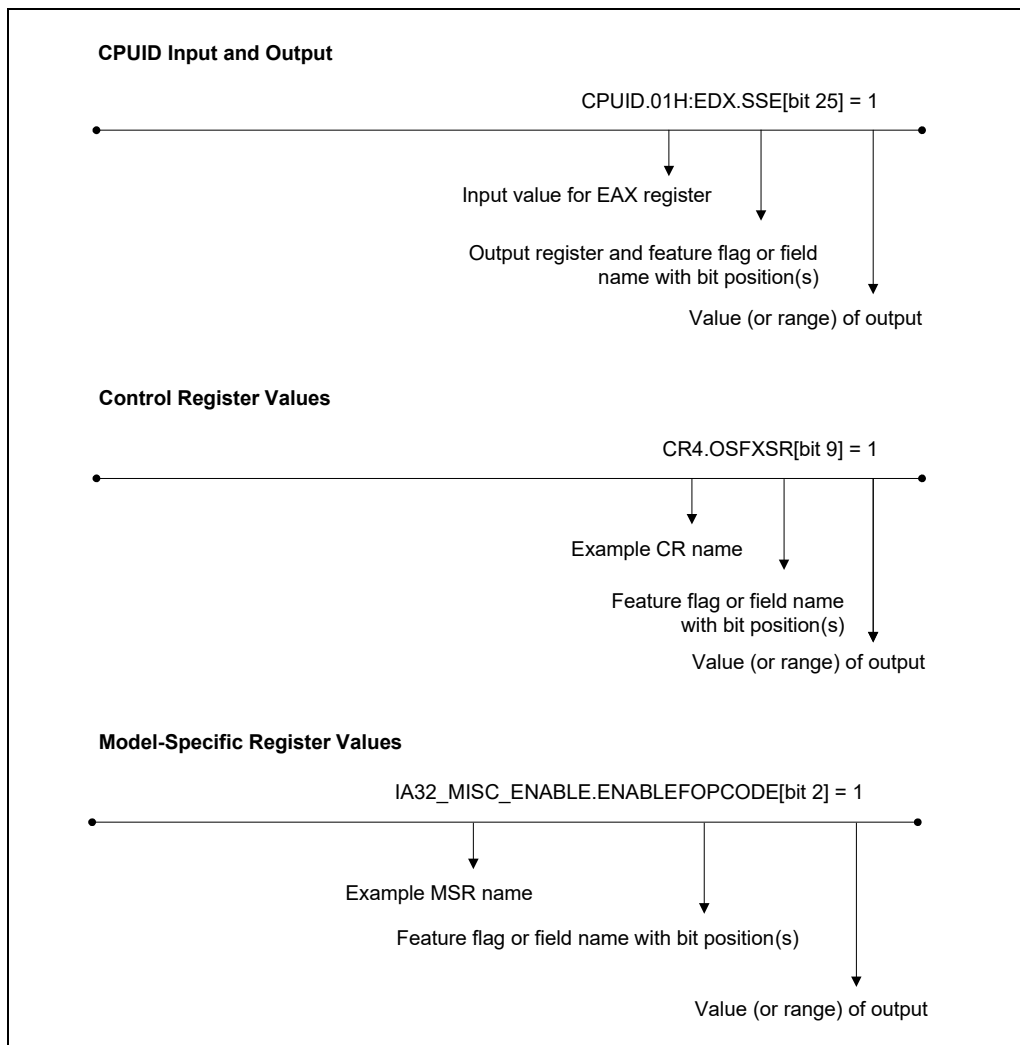 CPUID Input and Output
CPUID.01H:EDX.SSE[bit 25] = 1
Input value for EAX register
Output register and feature flag or field
name with bit position(s)
Value (or range) of output
Control Register Values
CR4.OSFXSR[bit 9] = 1
Example CR name
Feature flag or field name
with bit position(s)
Value (or range) of output
Model-Specific Register Values
IA32_MISC_ENABLE.ENABLEFOPCODE[bit 2] = 1
Example MSR name
Feature flag or field name with bit position(s)
Value (or range) of output